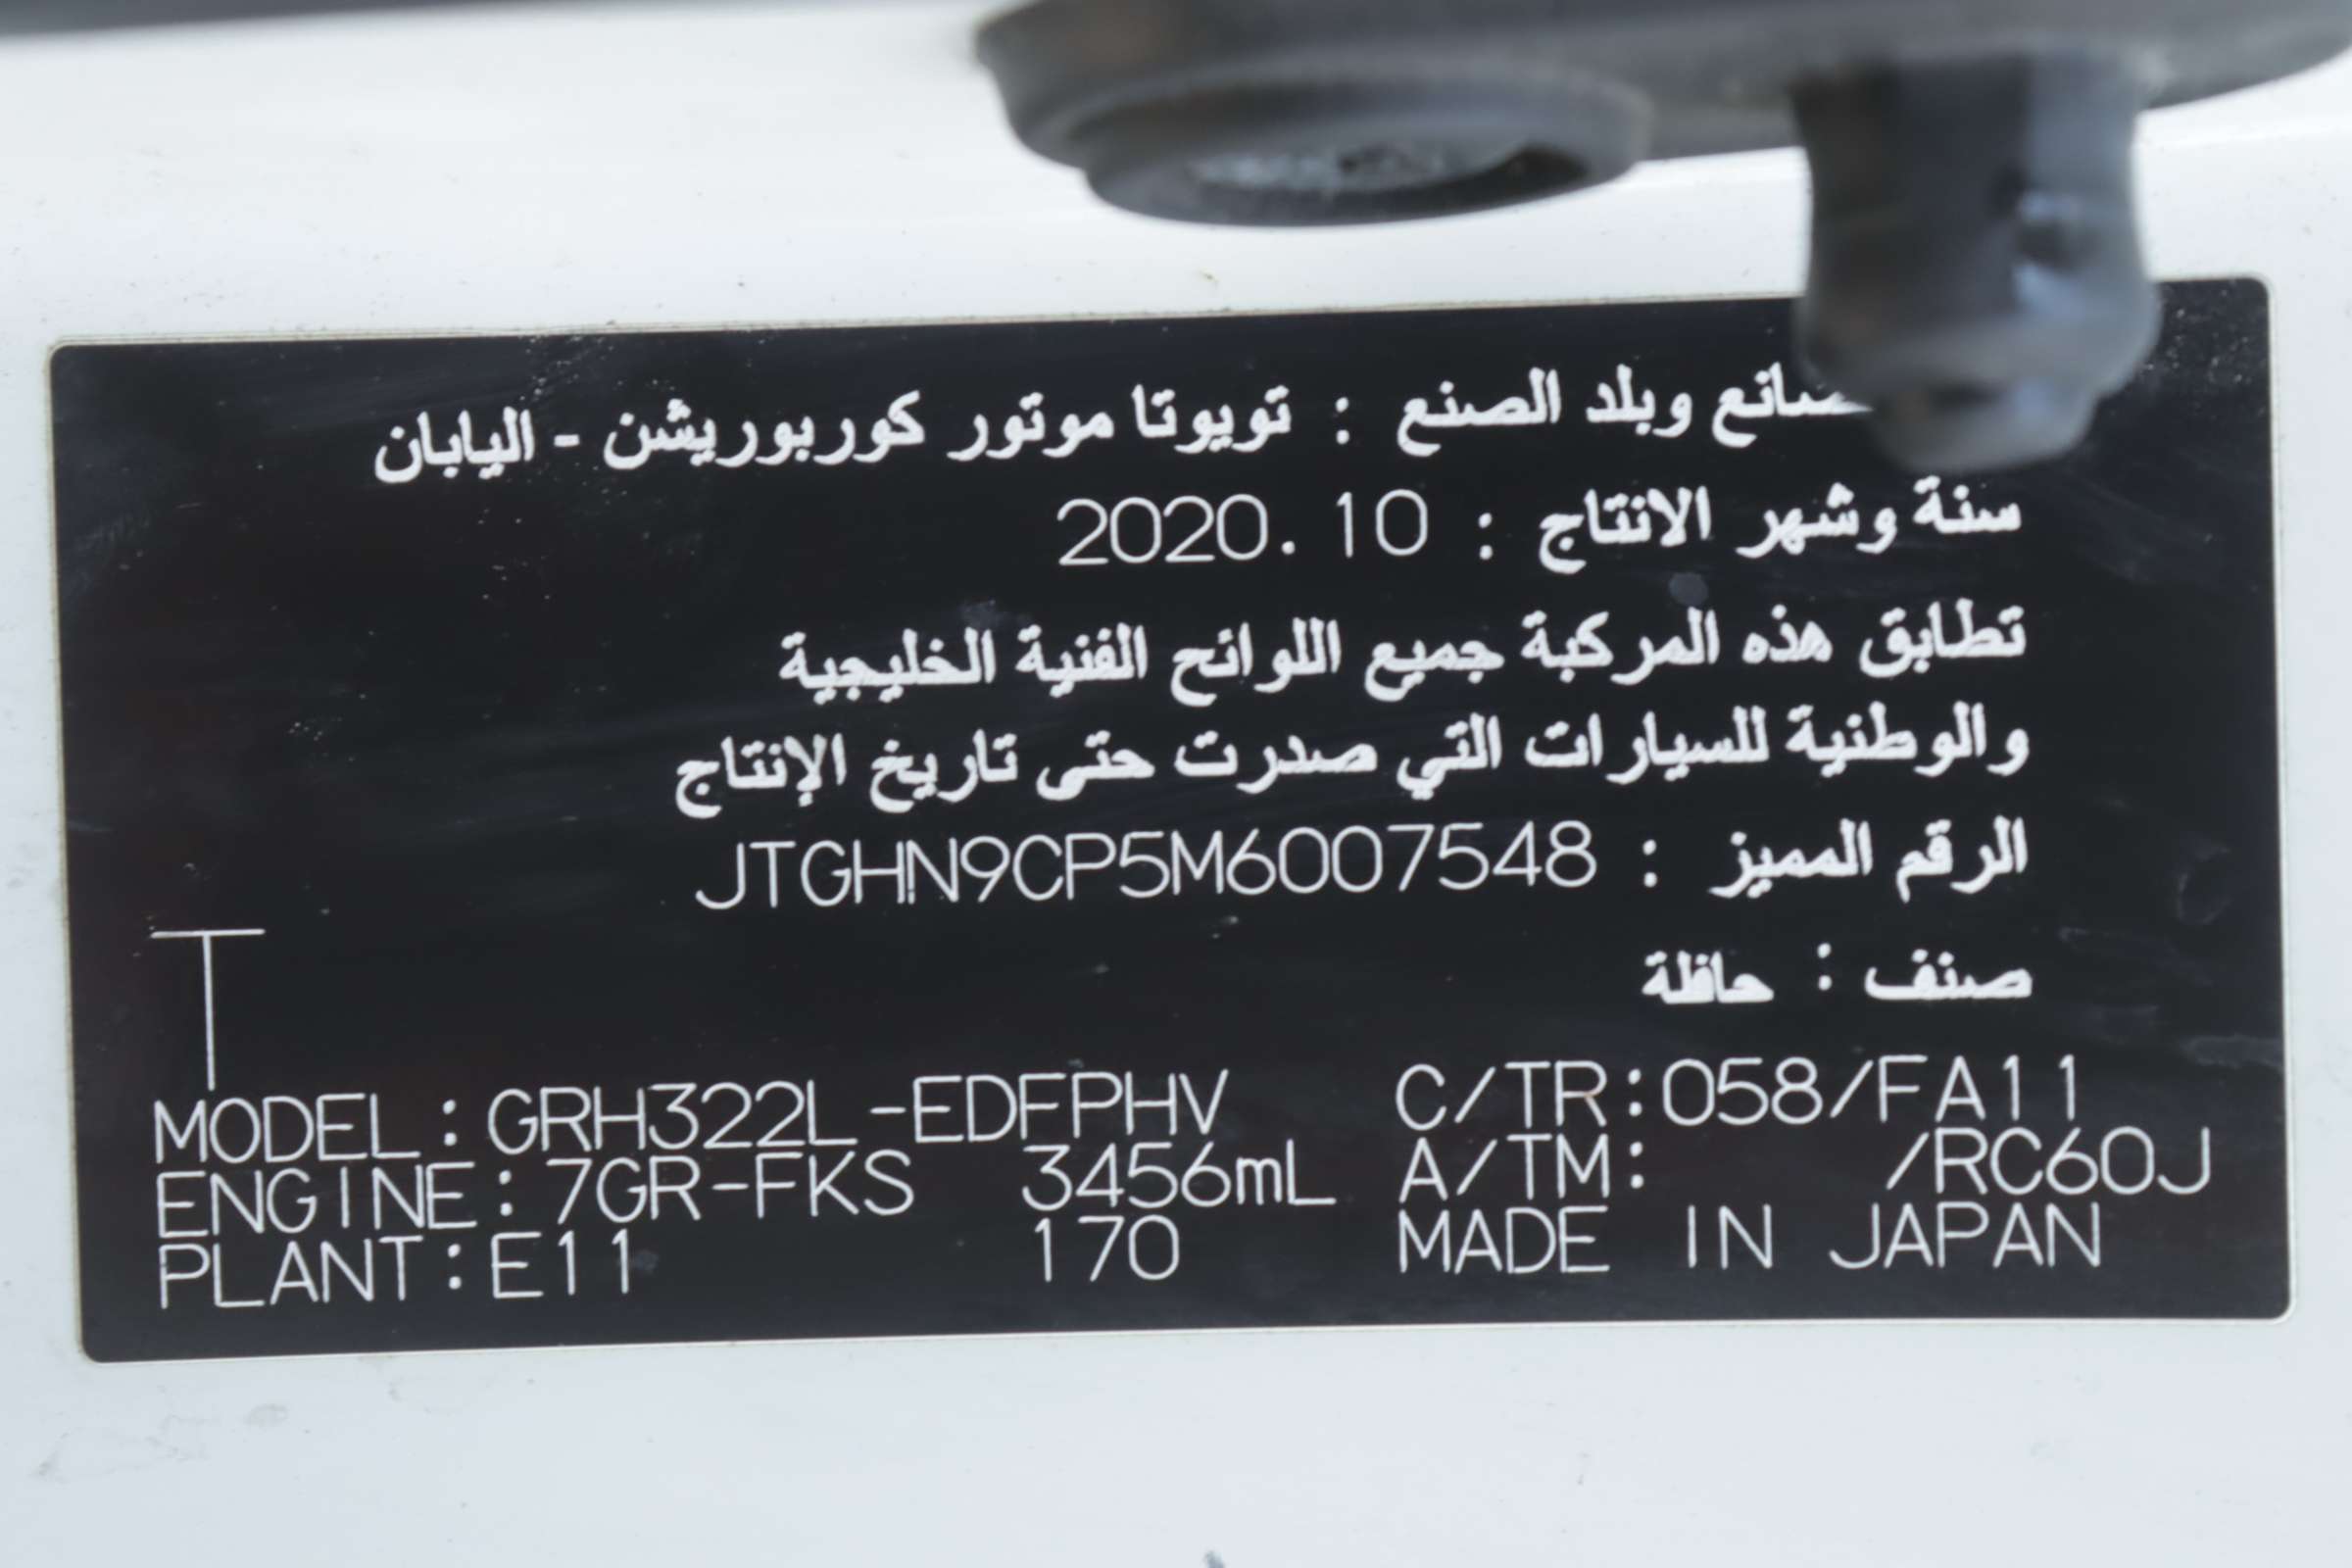 وبلد الصنع : تويوتا موتور كوربوريشن - اليابان
سنة وشهر الانتاج : 2020.10
تطابق هذه المركبة جميع اللوائح الفنية الخليجية
والوطنية للسيارات التي صدرت حتى تاريخ الإنتاج
الرقم المميز : JTGHN9CP5M6007548
صنف : حافلة
T
MODEL:GRH322L-EDFPHV C/TR:058/FA11
ENGINE:7GR-FKS 3456mL A/TM: /RC60J
PLANT:E11 170 MADE IN JAPAN